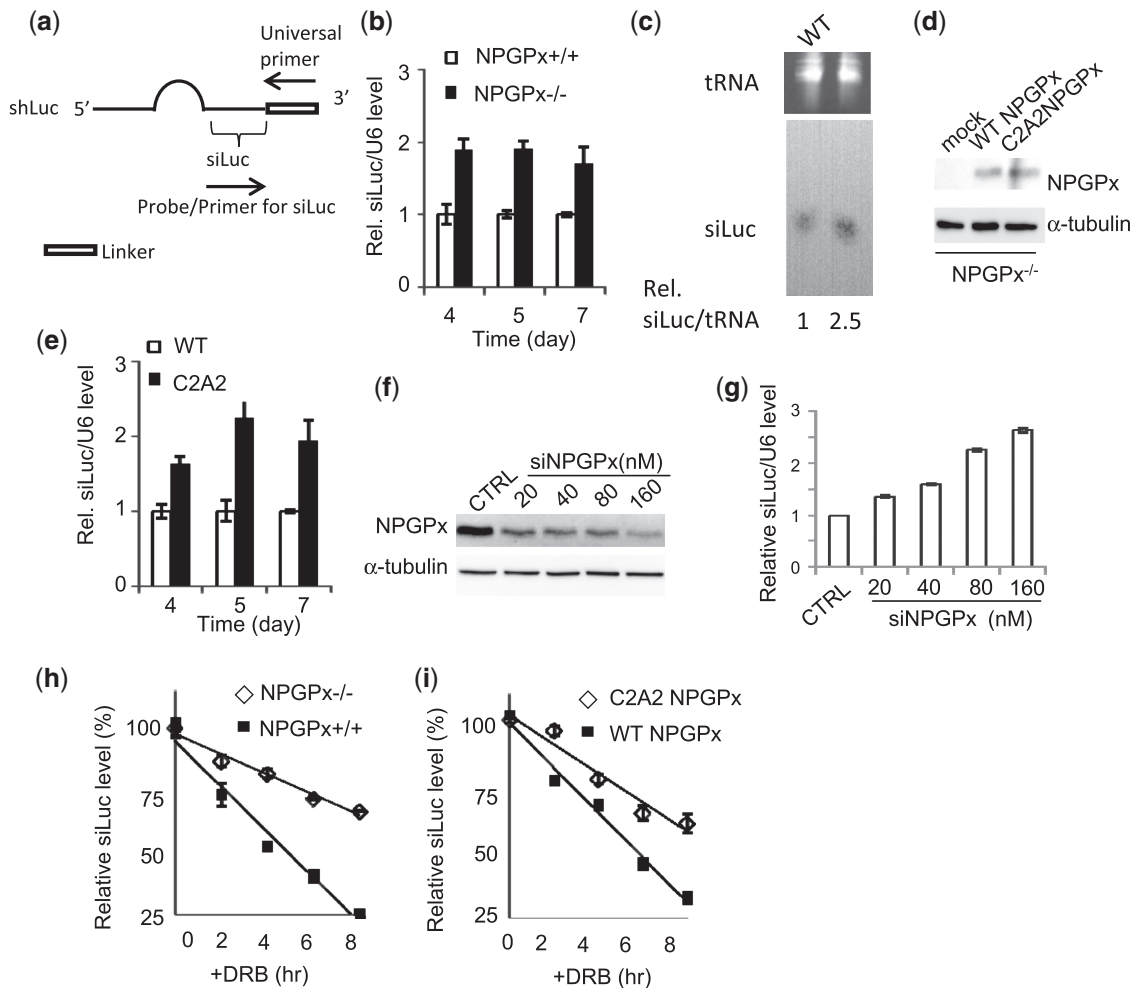 (a)
Universal
primer
shLuc 5’
3’
siLuc
Probe/Primer for siLuc
Linker
(b)
NPGPx+/+
NPGPx-/-
Rel. siLuc/U6 level
3
2
1
0
4 5 7
Time (day)
(c)
WT
tRNA
siLuc
Rel.
siLuc/tRNA 1 2.5
(d)
mock
WT NPGPx
C2A2NPGPx
NPGPx
α-tubulin
NPGPx-/-
(e)
WT
C2A2
Rel. siLuc/U6 level
3
2
1
0
4 5 7
Time (day)
(f)
siNPGPx(nM)
CTRL 20 40 80 160
NPGPx
α-tubulin
(g)
Relative siLuc/U6 level
3
2
1
0
CTRL 20 40 80 160
siNPGPx (nM)
(h)
NPGPx-/-
NPGPx+/+
Relative siLuc level (%)
100
75
50
25
0 2 4 6 8
+DRB (hr)
(i)
C2A2 NPGPx
WT NPGPx
Relative siLuc level (%)
100
75
50
25
0 2 4 6 8
+DRB (hr)